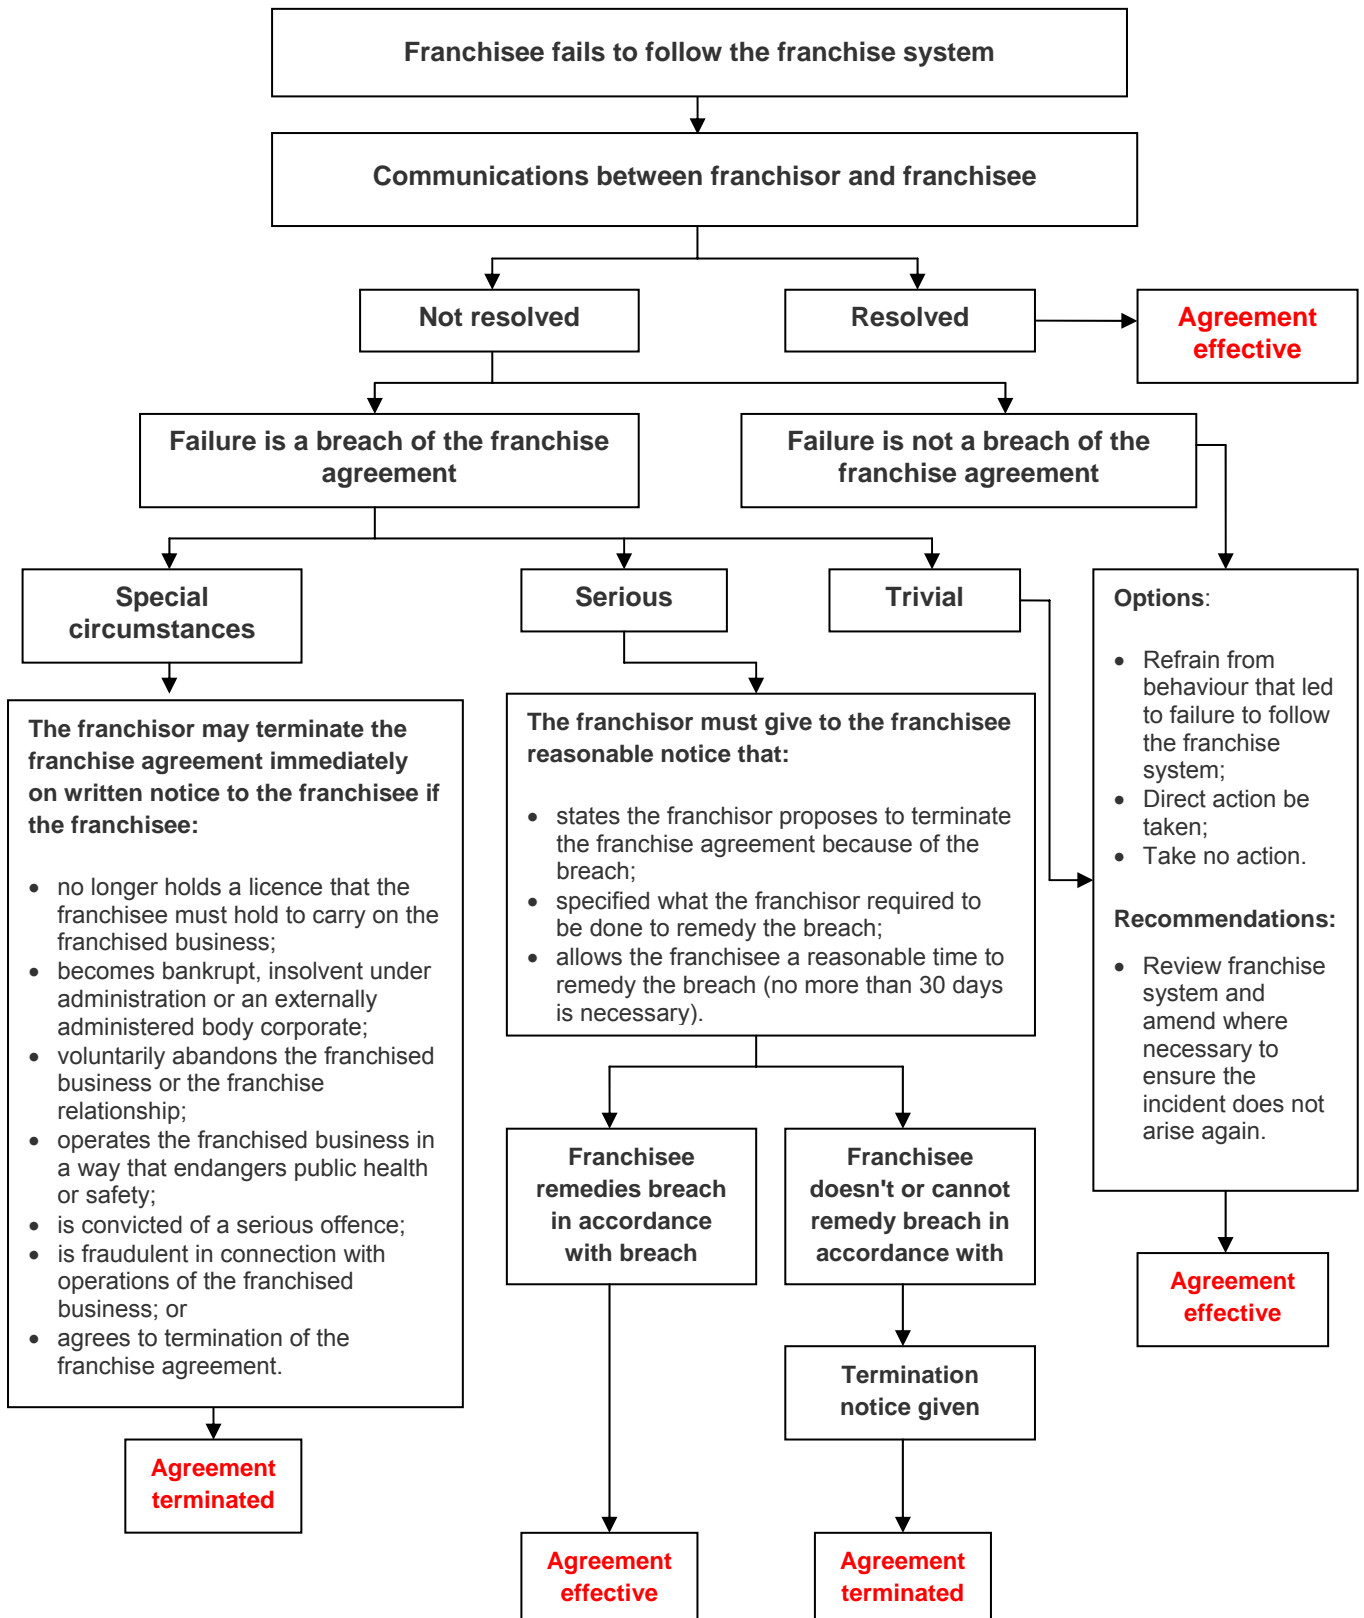 Franchisee fails to follow the franchise system
Communications between franchisor and franchisee
Not resolved
Resolved
Agreement
effective
Failure is a breach of the franchise
agreement
Failure is not a breach of the
franchise agreement
Special
circumstances
Serious
Trivial
The franchisor may terminate the
franchise agreement immediately
on written notice to the franchisee if
the franchisee:
• no longer holds a licence that the
franchisee must hold to carry on the
franchised business;
• becomes bankrupt, insolvent under
administration or an externally
administered body corporate;
• voluntarily abandons the franchised
business or the franchise
relationship;
• operates the franchised business in
a way that endangers public health
or safety;
• is convicted of a serious offence;
• is fraudulent in connection with
operations of the franchised
business; or
• agrees to termination of the
franchise agreement.
The franchisor must give to the franchisee
reasonable notice that:
• states the franchisor proposes to terminate
the franchise agreement because of the
breach;
• specified what the franchisor required to
be done to remedy the breach;
• allows the franchisee a reasonable time to
remedy the breach (no more than 30 days
is necessary).
Options:
• Refrain from
behaviour that led
to failure to follow
the franchise
system;
• Direct action be
taken;
• Take no action.
Recommendations:
• Review franchise
system and
amend where
necessary to
ensure the
incident does not
arise again.
Franchisee
remedies breach
in accordance
with breach
Franchisee
doesn't or cannot
remedy breach in
accordance with
Agreement
effective
Termination
notice given
Agreement
terminated
Agreement
effective
Agreement
terminated